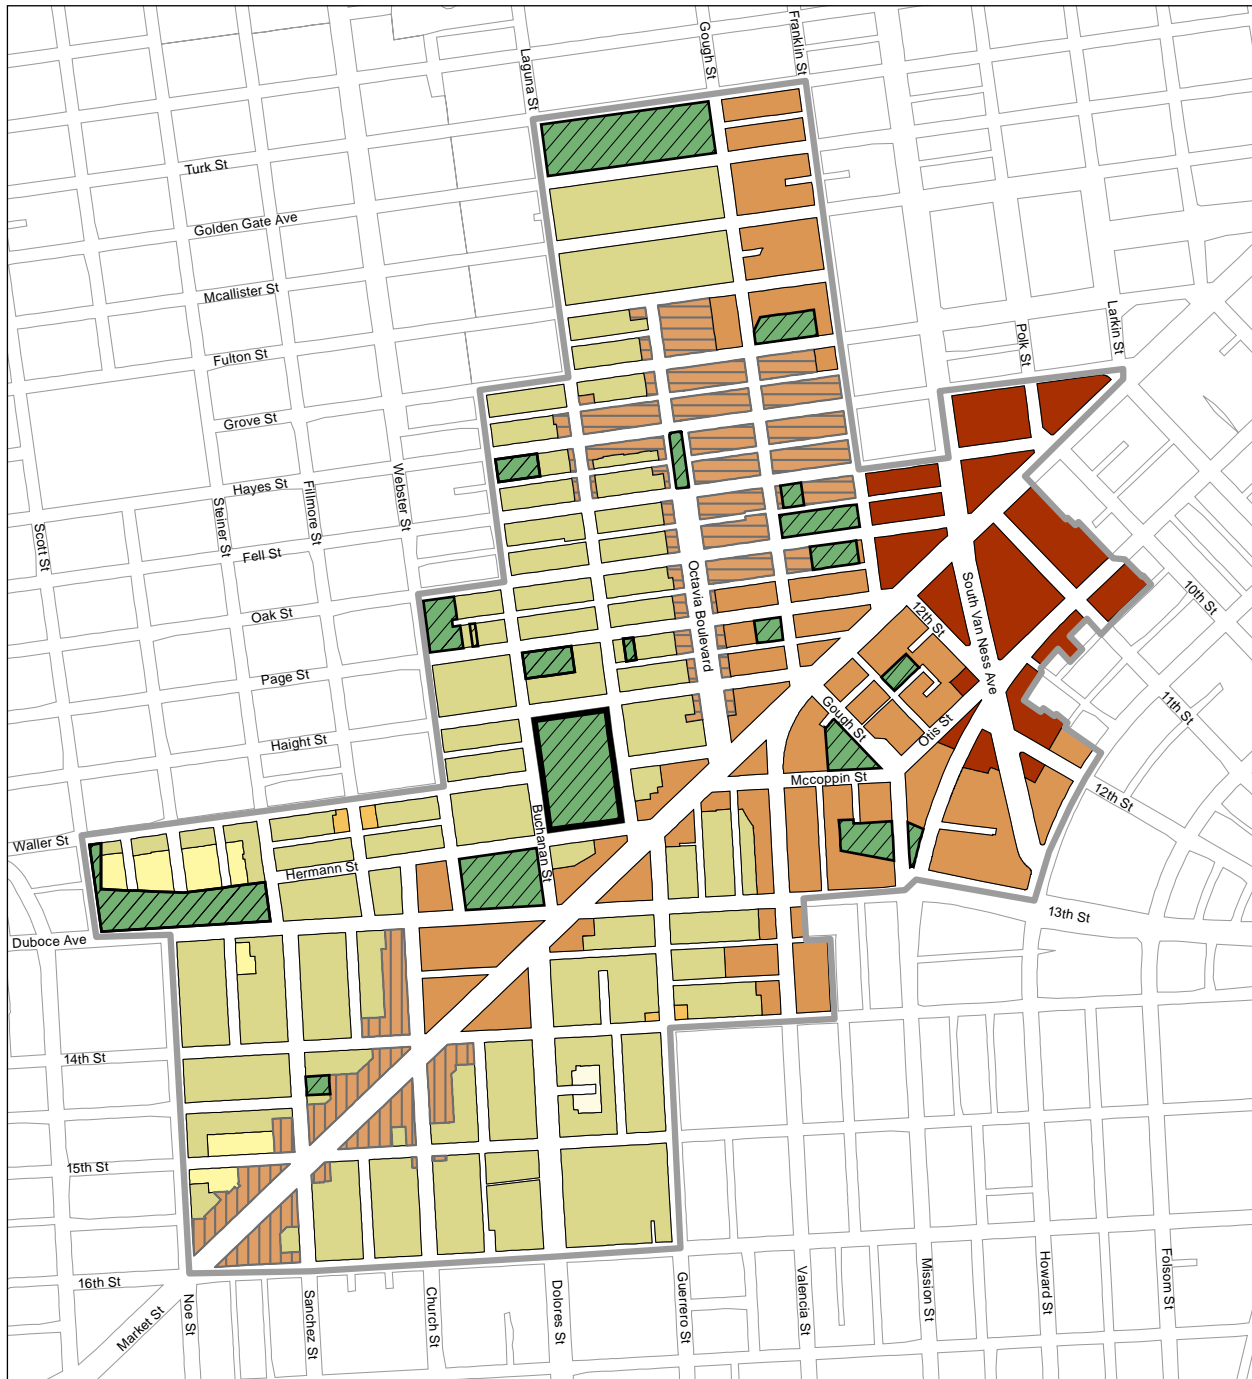 Franklin St
Gough St
Laguna St
Turk St
Golden Gate Ave
Mcallister St
Larkin St
Polk St
Fulton St
Grove St
Webster St
Hayes St
Fillmore St
Steiner St
Scott St
Fell St
Octavia Boulevard
South Van Ness Ave
10th St
12th St
Oak St
Page St
11th St
Gough St
Otis St
Haight St
Mccoppin St
12th St
Buchanan St
Waller St
Hermann St
13th St
Duboce Ave
14th St
15th St
16th St
Market St
Noe St
Sanchez St
Church St
Dolores St
Guerrero St
Valencia St
Mission St
Howard St
Folsom St